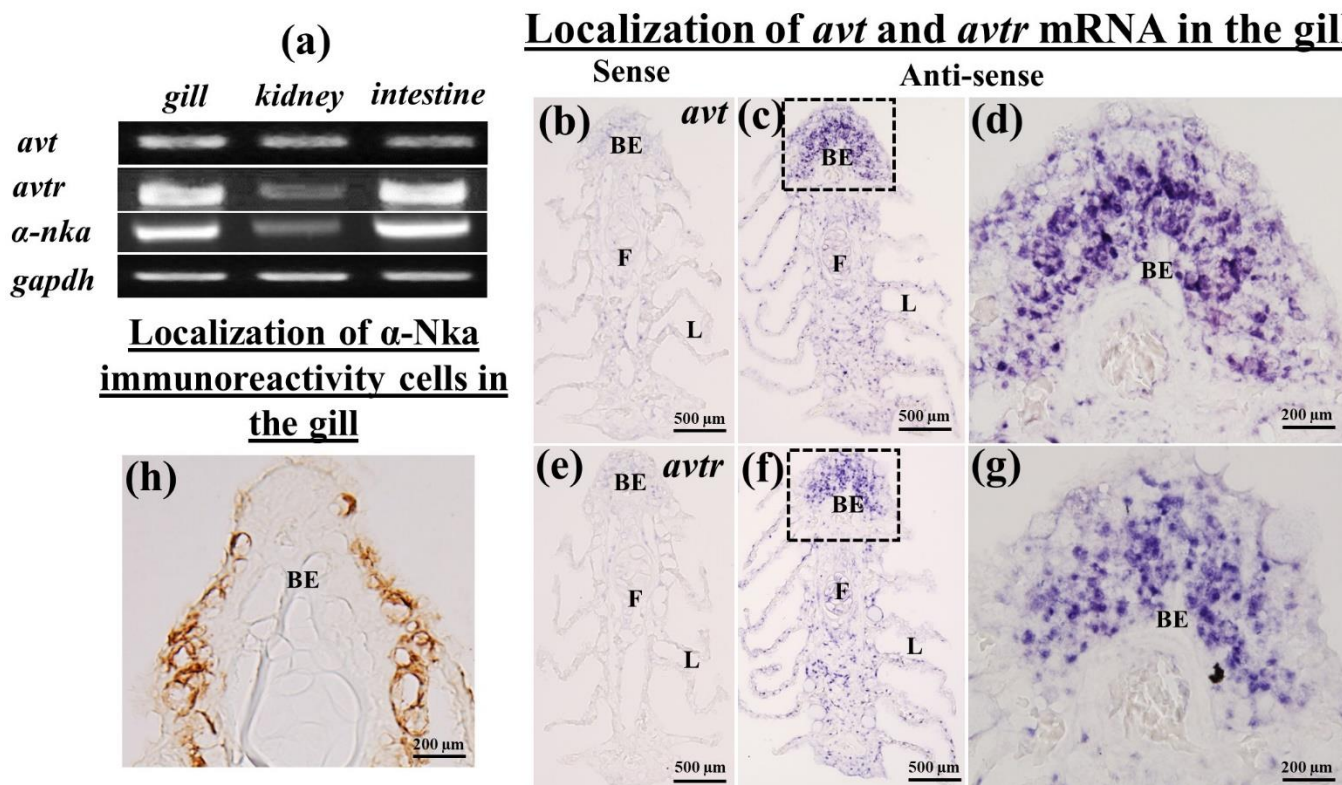 (a)
gill kidney intestine
avt
avtr
α-nka
gapdh
Localization of α-Nka
immunoreactivity cells in
the gill
(h)
BE
200 µm
Localization of avt and avtr mRNA in the gill
Sense Anti-sense
(b) avt (c) (d)
BE BE BE
F F
L L
500 µm 500 µm 200 µm
(e) avtr (f) (g)
BE BE BE
F F
L L
500 µm 500 µm 200 µm